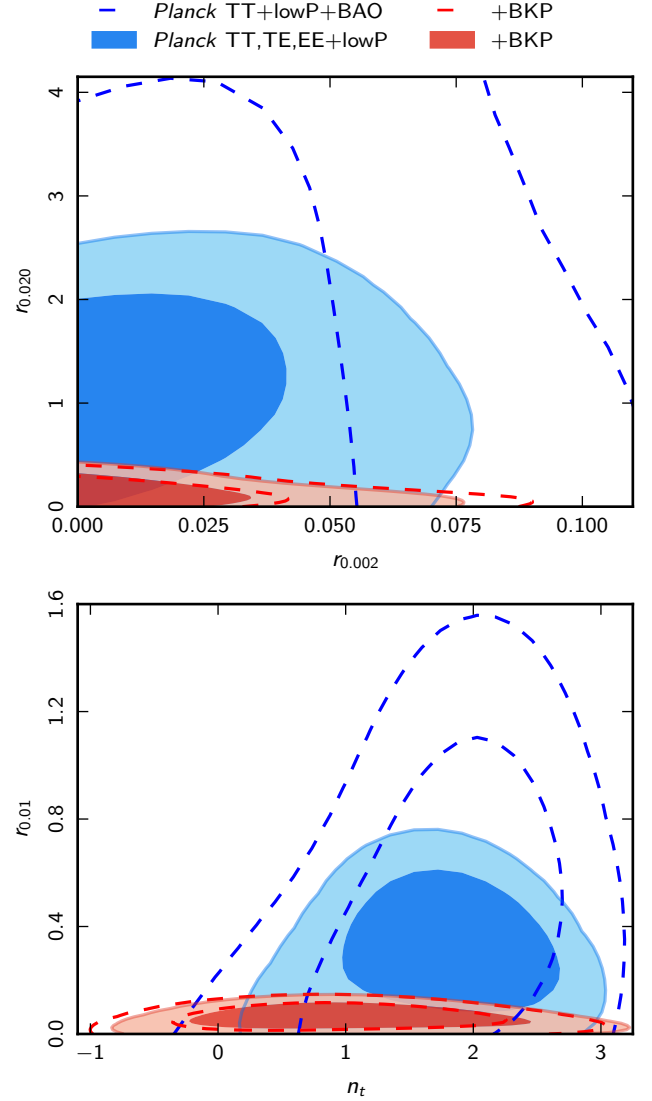 Planck TT+lowP+BAO +BKP
Planck TT,TE,EE+lowP +BKP
4
3
2
1
0
r0.020
0.000 0.025 0.050 0.075 0.100
r0.002
1.6
1.2
0.8
0.4
0.0
r0.01
−1 0 1 2 3
nt